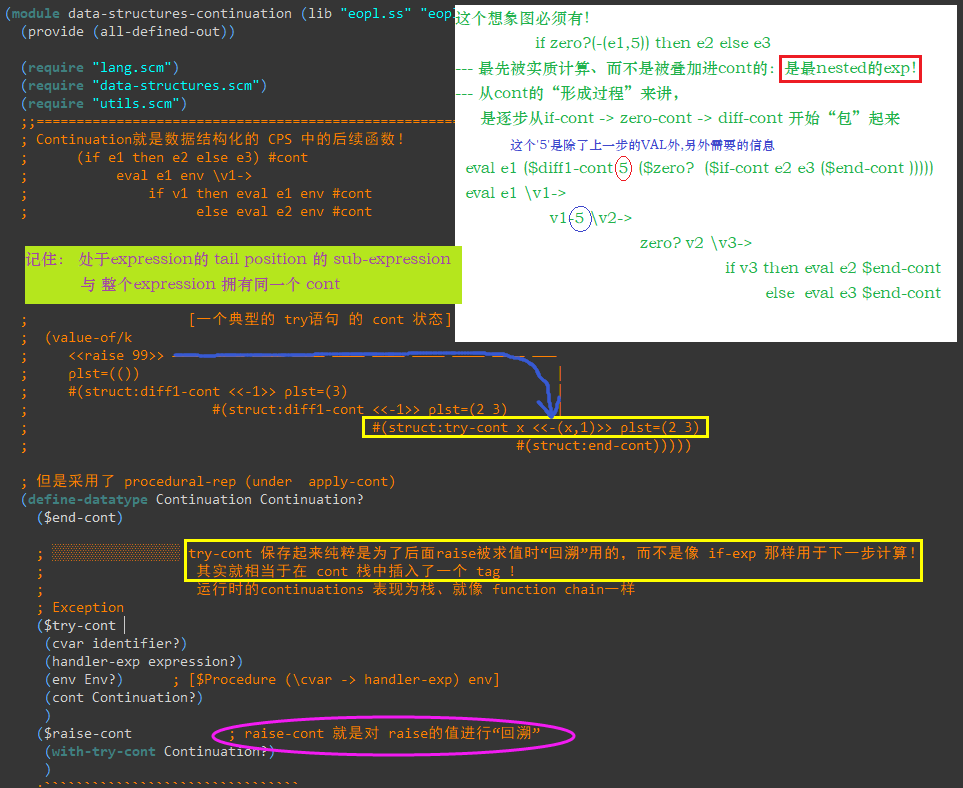 (module data-structures-continuation (lib "eopl.ss" "eopl
(provide (all-defined-out))
(require "lang.scm")
(require "data-structures.scm")
(require "utils.scm")
;;====================================================
; Continuation就是数据结构化的 CPS 中的后续函数!
; (if e1 then e2 else e3) #cont
; eval e1 env \v1->
; if v1 then eval e1 env #cont
; else eval e2 env #cont
这个想象图必须有!
if zero?(-(e1,5)) then e2 else e3
--- 最先被实质计算、而不是被叠加进cont的: 是最nested的exp!
--- 从cont的“形成过程”来讲,
是逐步从if-cont -> zero-cont -> diff-cont 开始“包”起来
这个'5'是除了上一步的VAL外,另外需要的信息
eval e1 ($diff1-cont 5 ($zero? ($if-cont e2 e3 ($end-cont )))))
eval e1 \v1->
v1-5 \v2->
zero? v2 \v3->
if v3 then eval e2 $end-cont
else eval e3 $end-cont
记住: 处于expression的 tail position 的 sub-expression
与 整个expression 拥有同一个 cont
; [一个典型的 try语句 的 cont 状态]
; (value-of/k
; <<raise 99>>
; plst=(())
; #(struct:diff1-cont <<-1>> plst=(3)
; #(struct:diff1-cont <<-1>> plst=(2 3)
; #(struct:try-cont x <<-(x,1)>> plst=(2 3)
; #(struct:end-cont)))))
; 但是采用了 procedural-rep (under apply-cont)
(define-datatype Continuation Continuation?
($end-cont)
; ░░░░░░░░░░░░░░░░ try-cont 保存起来纯粹是为了后面raise被求值时“回溯”用的, 而不是像 if-exp 那样用于下一步计算!
; 其实就相当于在 cont 栈中插入了一个 tag !
; 运行时的continuations 表现为栈、就像 function chain一样
; Exception
($try-cont
(cvar identifier?)
(handler-exp expression?)
(env Env?) ; [$Procedure (\cvar -> handler-exp) env]
(cont Continuation?)
)
($raise-cont ; raise-cont 就是对 raise的值进行“回溯”
(with-try-cont Continuation?)
)